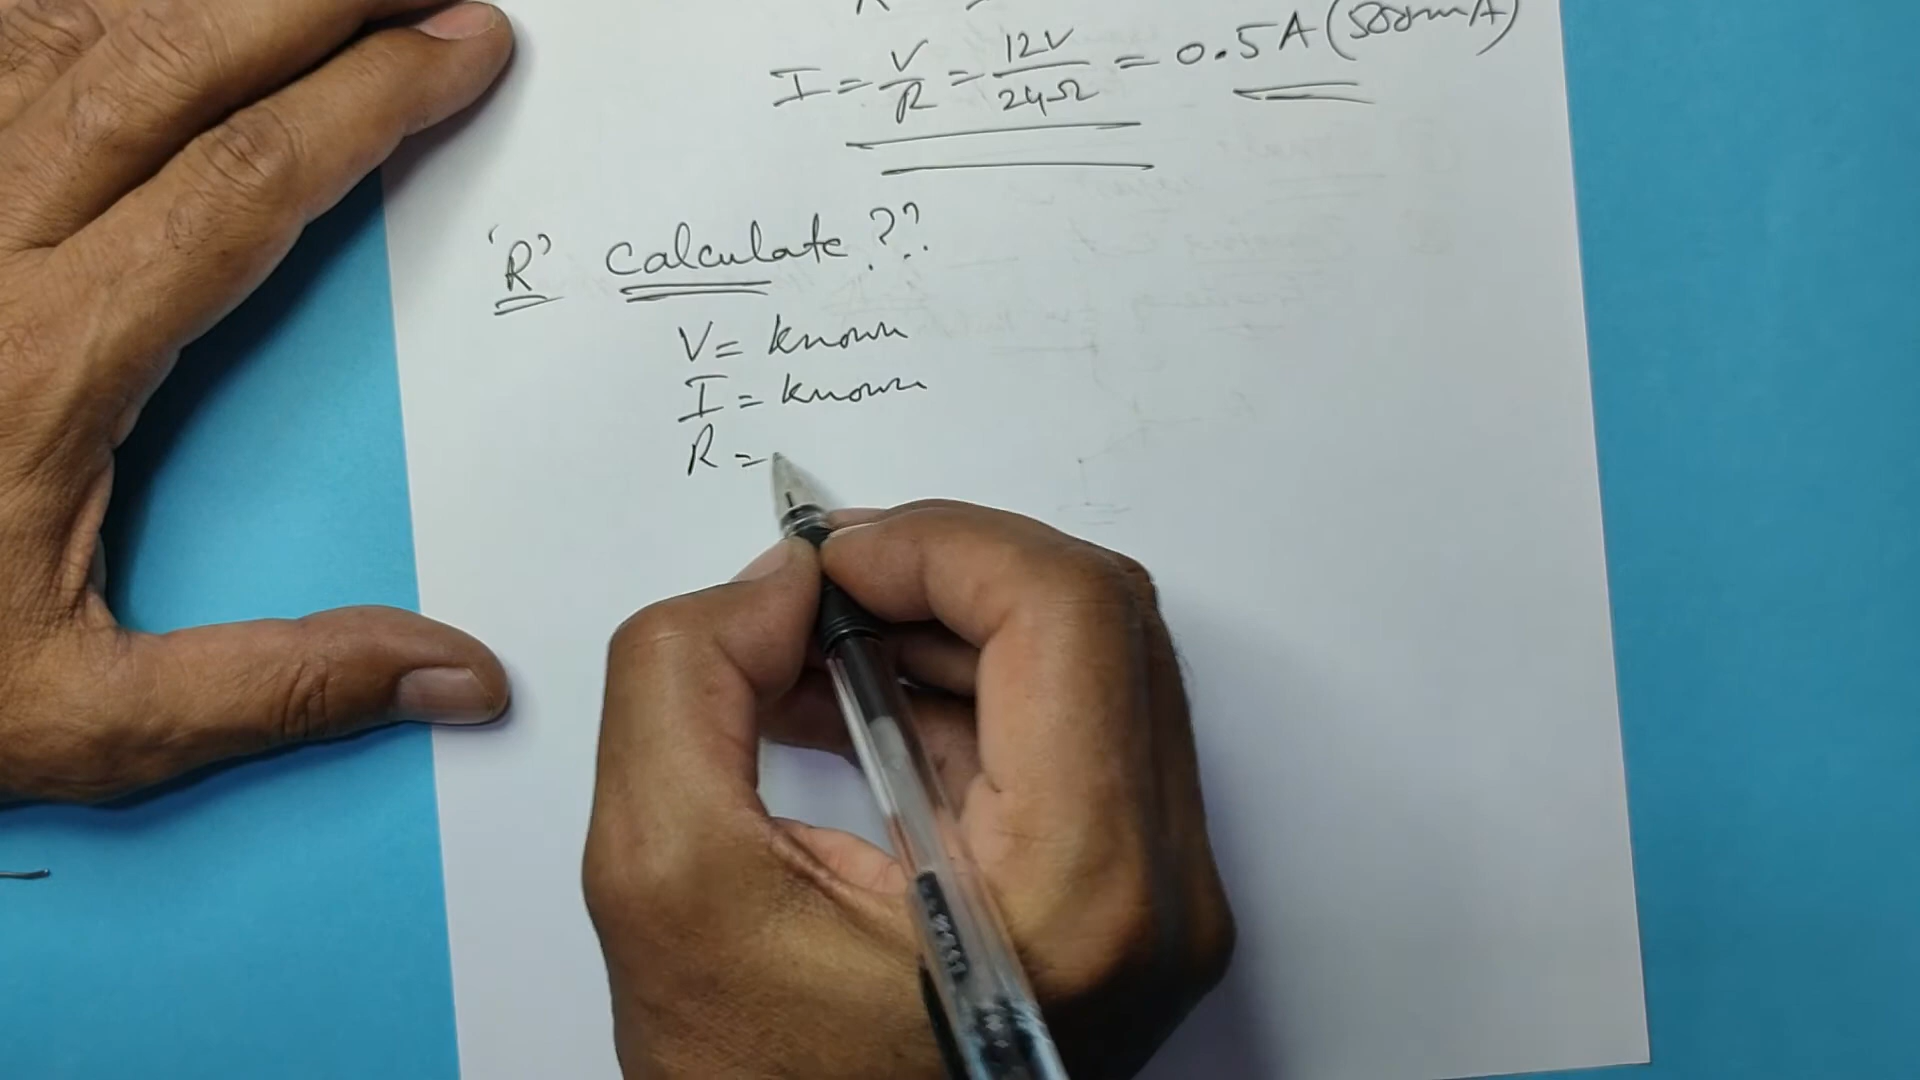 I = V/R = 12V/24Ω = 0.5A (500mA)
'R' Calculate ??
V = known
I = known
R =